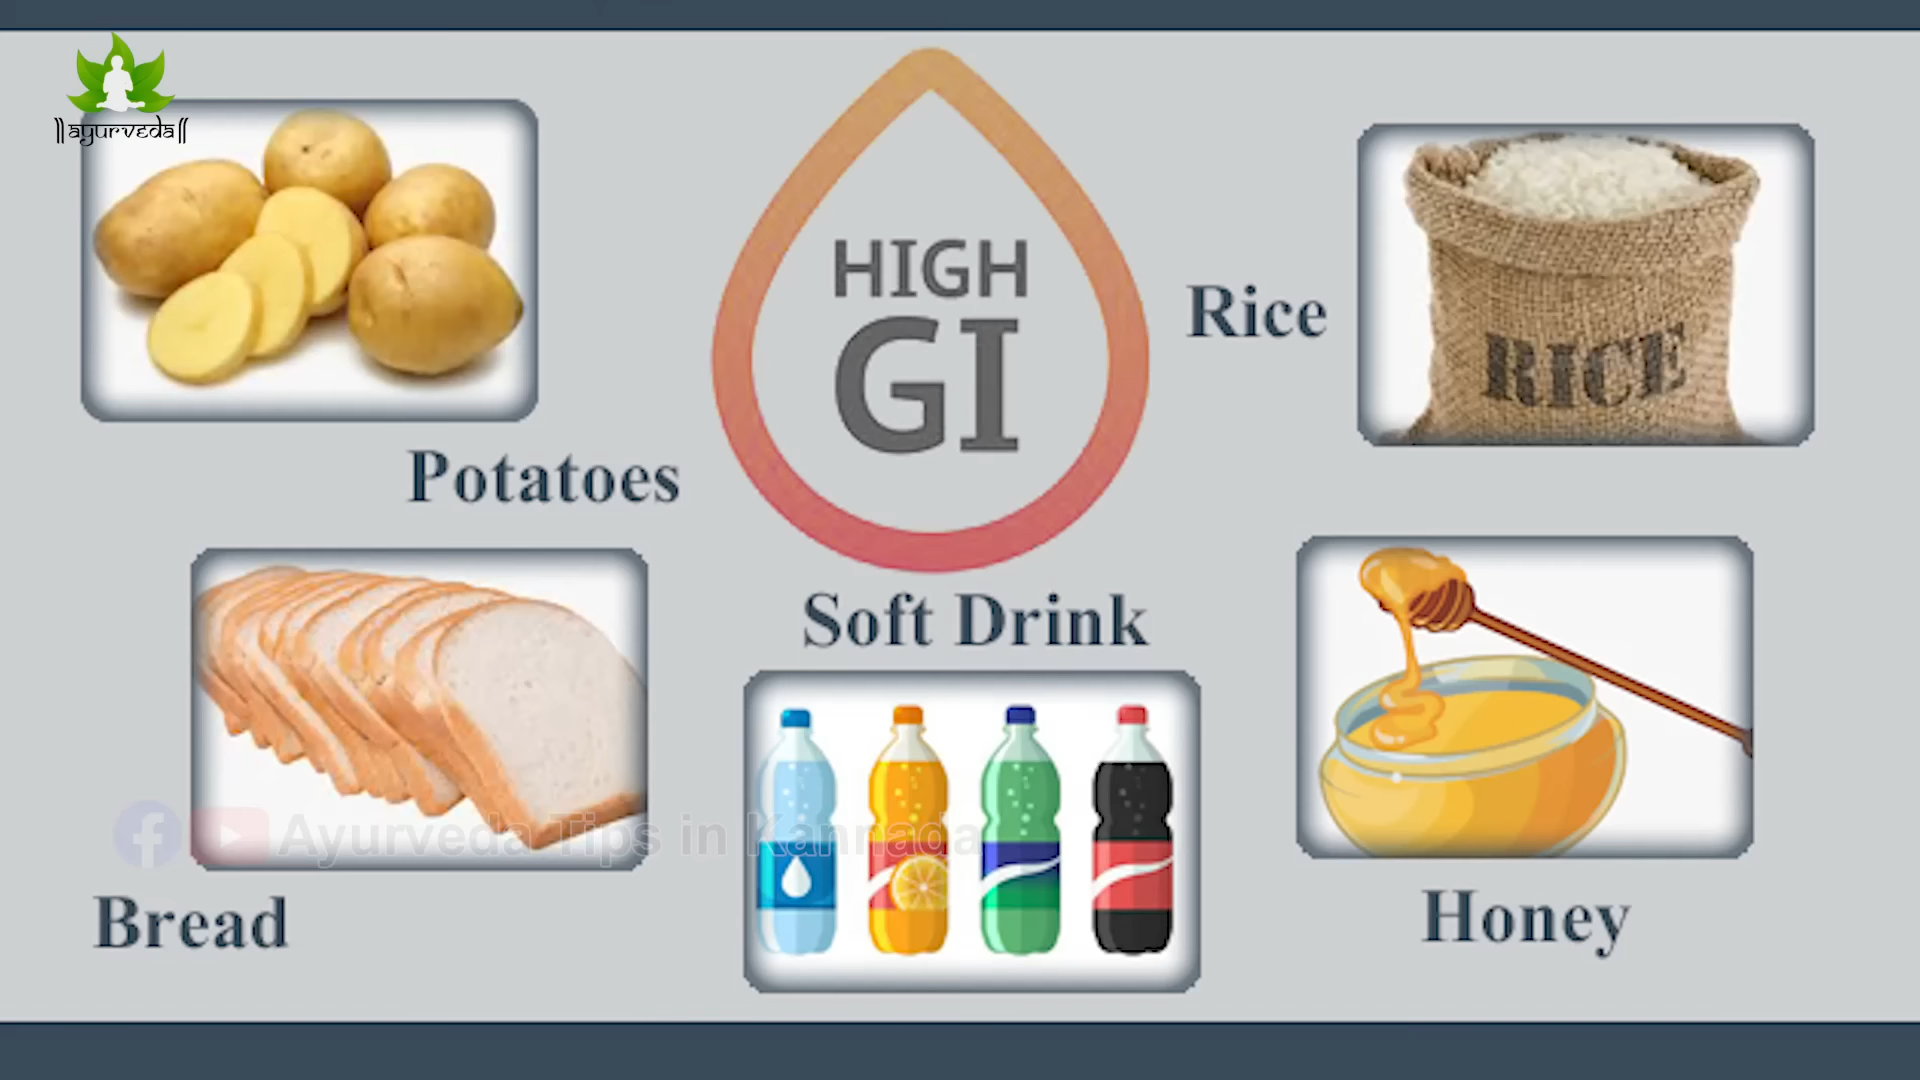 ||ayurveda||
HIGH
GI
Rice
RICE
Potatoes
Soft Drink
Ayurveda Tips in Kannada
Bread
Honey